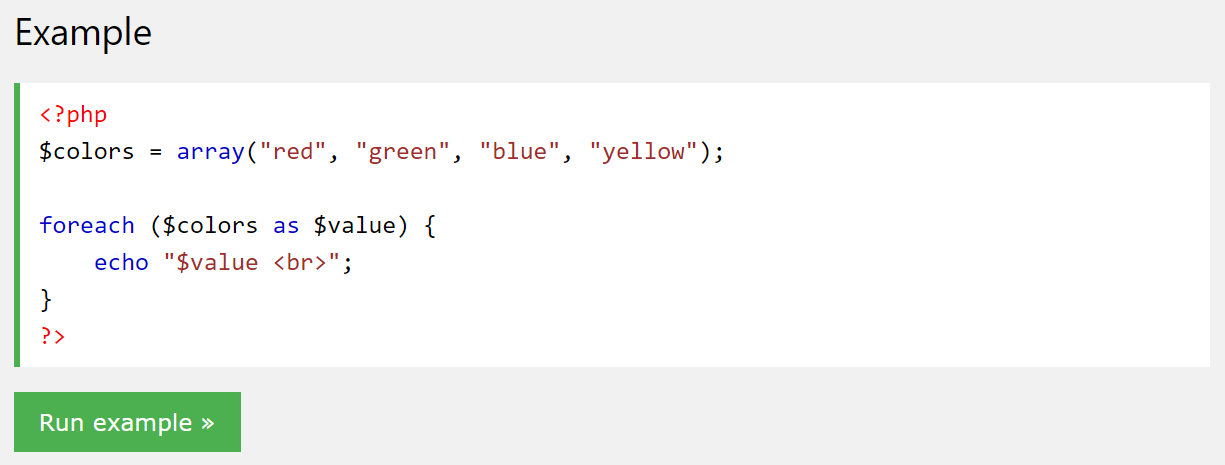 Example
<?php
$colors = array("red", "green", "blue", "yellow");
foreach ($colors as $value) {
    echo "$value <br>";
}
?>
Run example »